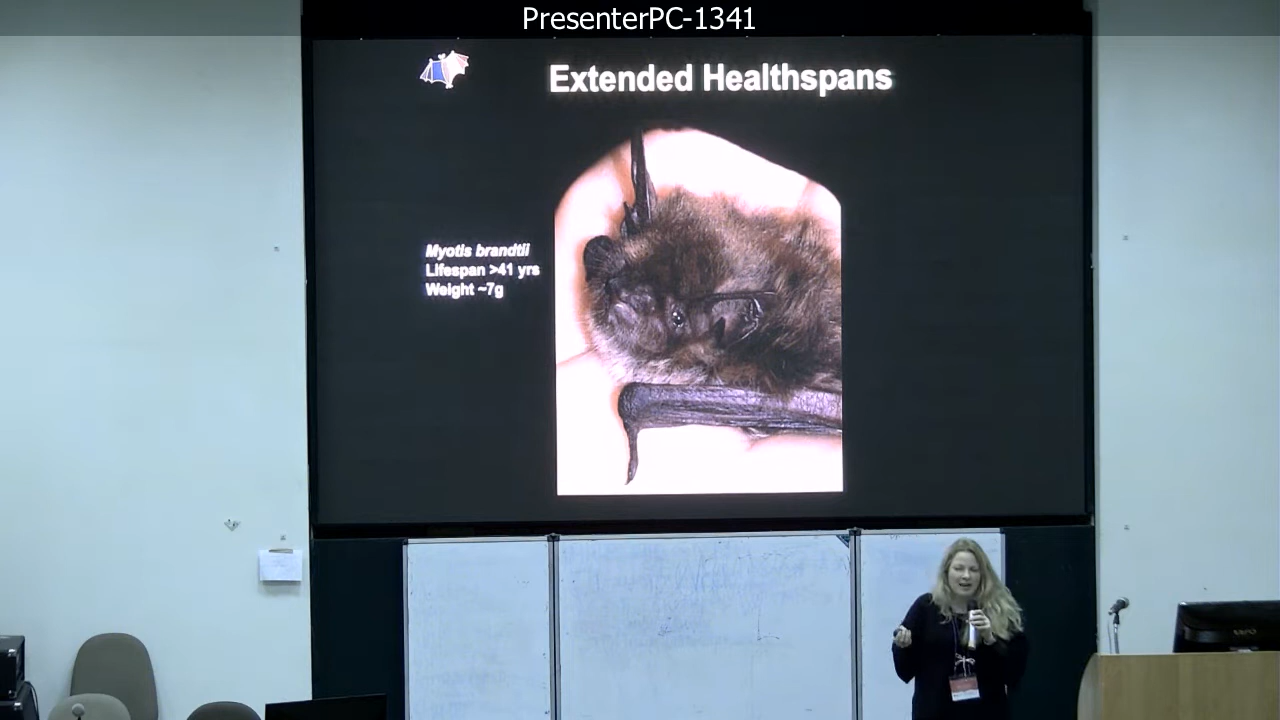 PresenterPC-1341
Extended Healthspans
Myotis brandtii
Lifespan >41 yrs
Weight ~7g